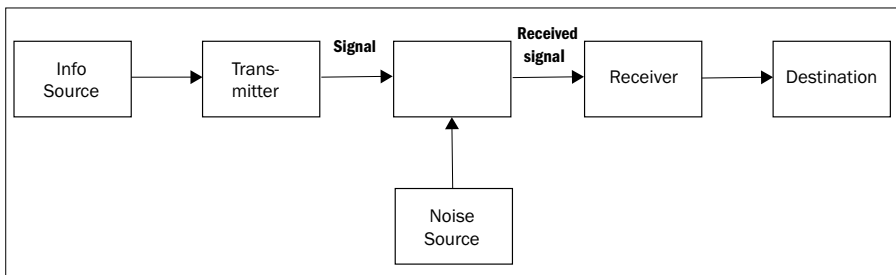 Info
Source
Trans-
mitter
Signal
Received
signal
Receiver
Destination
Noise
Source